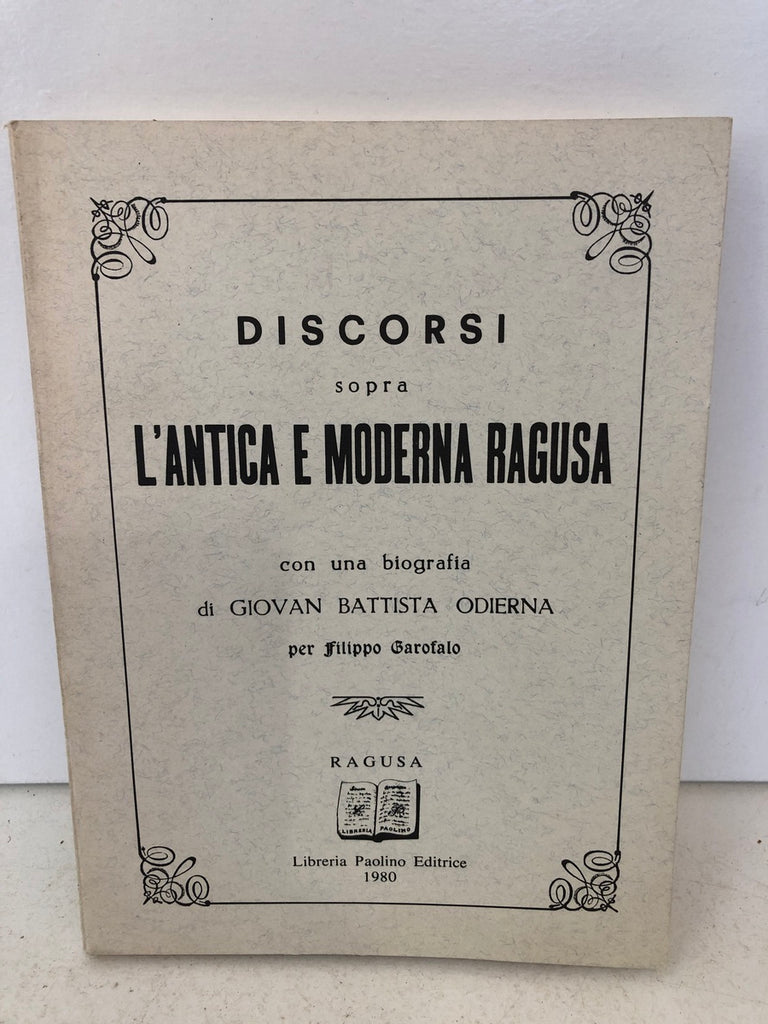 DISCORSI
sopra
L'ANTICA E MODERNA RAGUSA
con una biografia
di GIOVAN BATTISTA ODIERNA
per Filippo Garofalo
RAGUSA
LIBRERIA PAOLINO
Libreria Paolino Editrice
1980